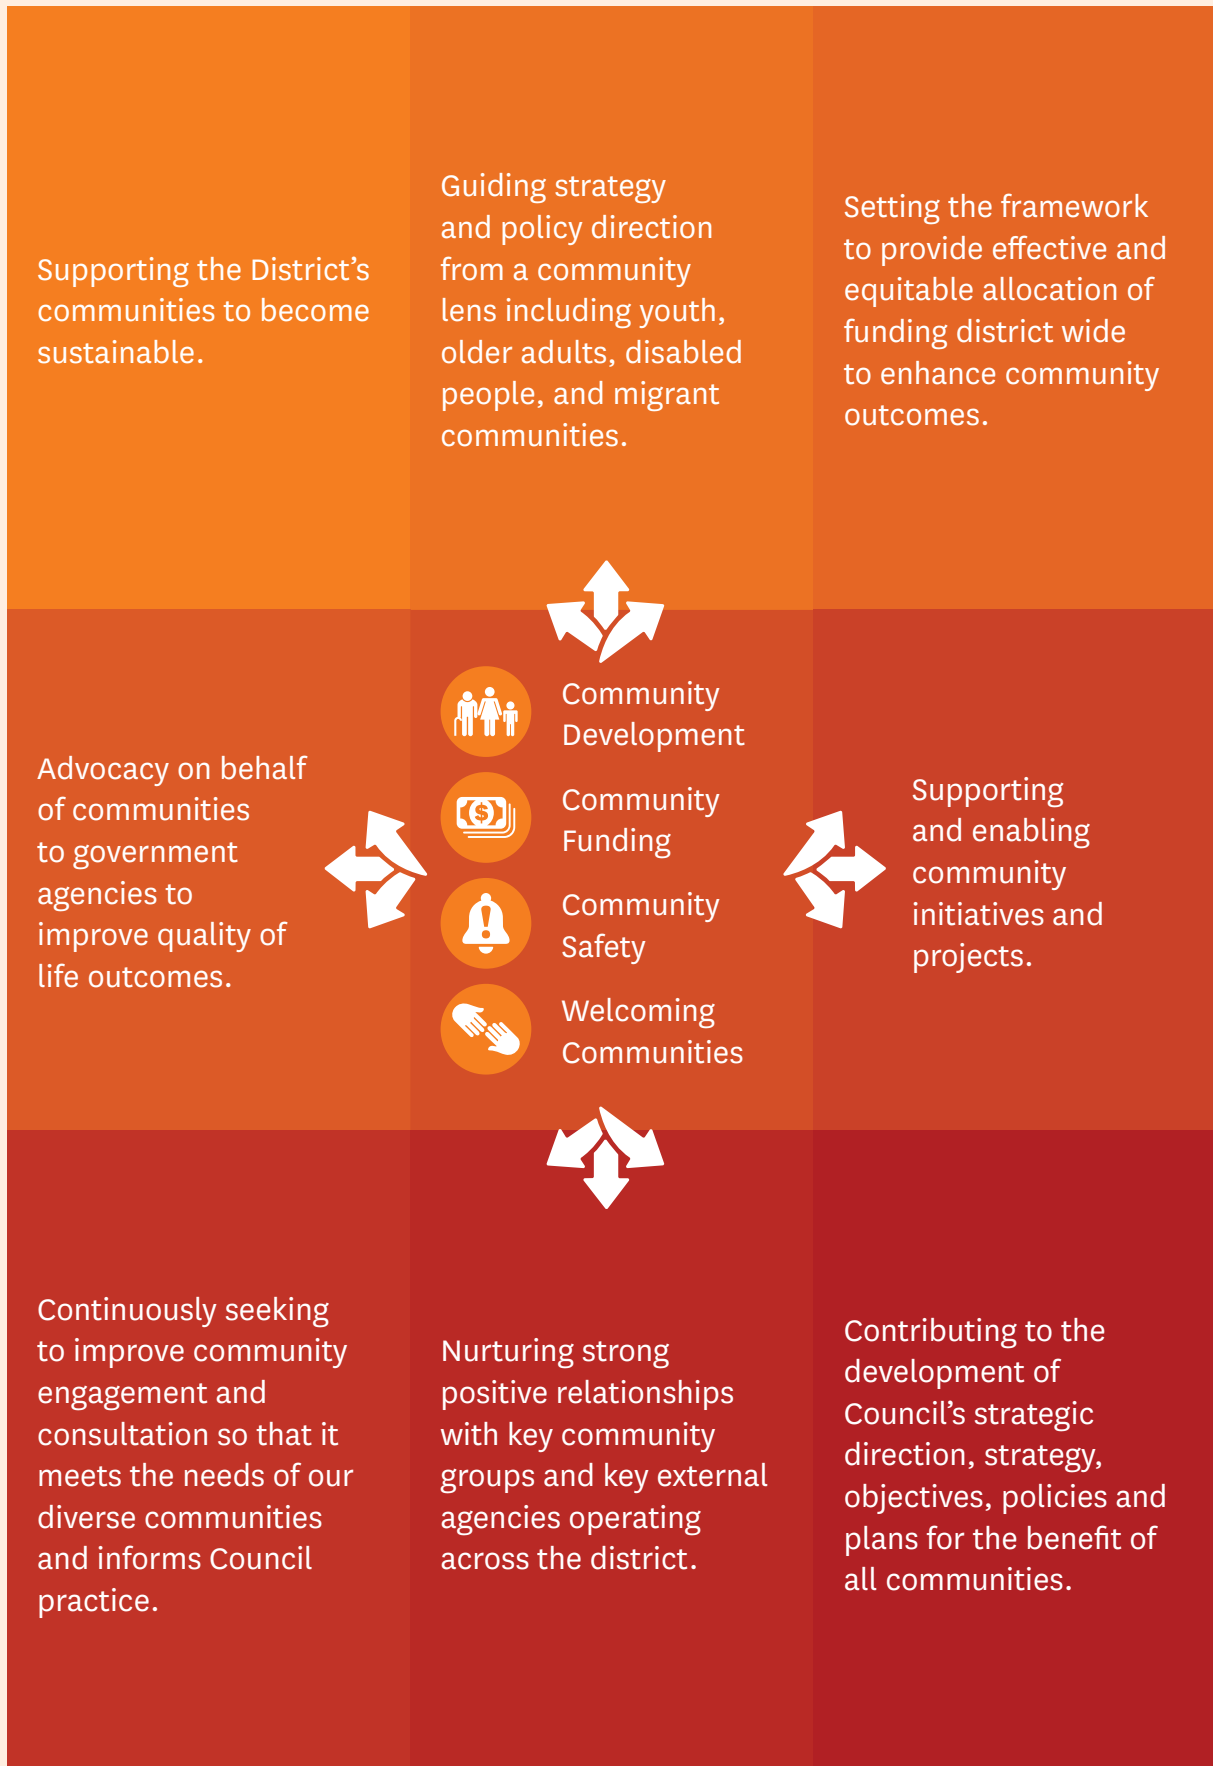 Supporting the District’s
communities to become
sustainable.
Guiding strategy
and policy direction
from a community
lens including youth,
older adults, disabled
people, and migrant
communities.
Setting the framework
to provide effective and
equitable allocation of
funding district wide
to enhance community
outcomes.
Advocacy on behalf
of communities
to government
agencies to
improve quality of
life outcomes.
Community
Development
Community
Funding
Community
Safety
Welcoming
Communities
Supporting
and enabling
community
initiatives and
projects.
Continuously seeking
to improve community
engagement and
consultation so that it
meets the needs of our
diverse communities
and informs Council
practice.
Nurturing strong
positive relationships
with key community
groups and key external
agencies operating
across the district.
Contributing to the
development of
Council’s strategic
direction, strategy,
objectives, policies and
plans for the benefit of
all communities.